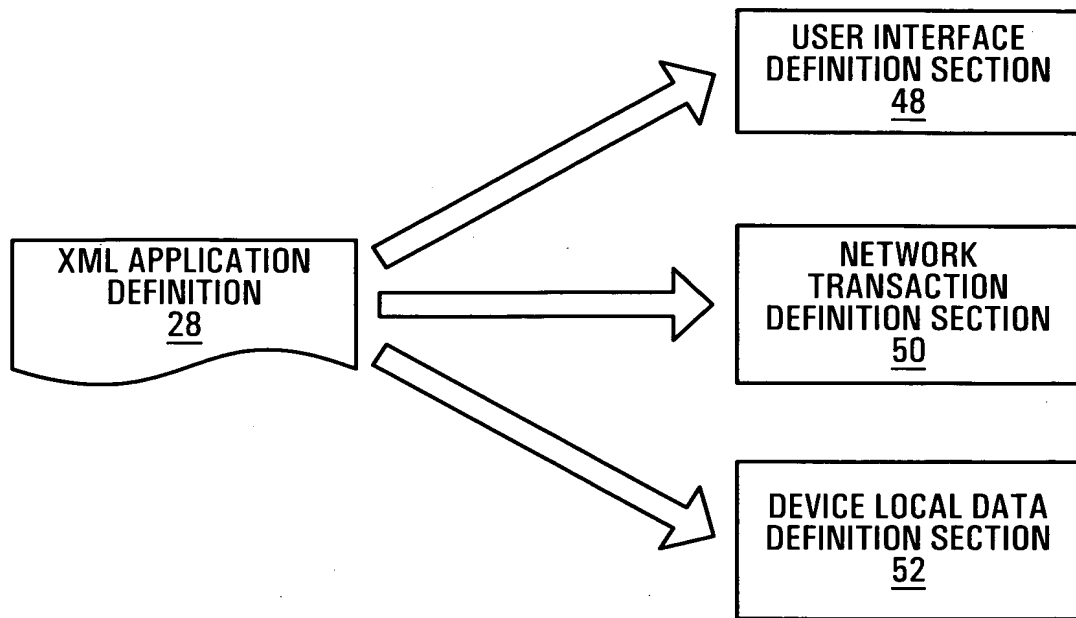 XML APPLICATION
DEFINITION
28
USER INTERFACE
DEFINITION SECTION
48
NETWORK
TRANSACTION
DEFINITION SECTION
50
DEVICE LOCAL DATA
DEFINITION SECTION
52